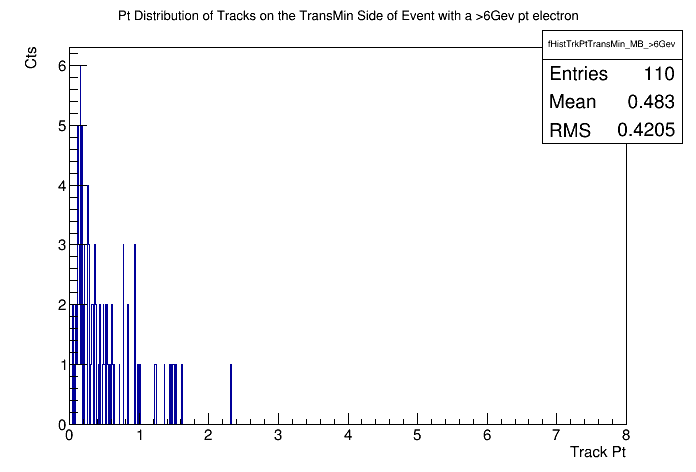 Pt Distribution of Tracks on the TransMin Side of Event with a >6Gev pt electron
Cts
fHistTrkPtTransMin_MB_>6Gev
Entries 110
Mean 0.483
RMS 0.4205
6
5
4
3
2
1
0
0 1 2 3 4 5 6 7 8
Track Pt